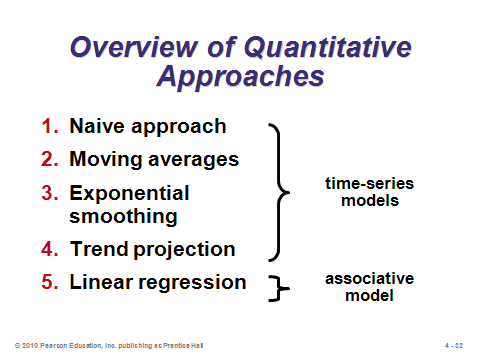 Overview of Quantitative
Approaches
1. Naive approach
2. Moving averages
3. Exponential
smoothing
4. Trend projection
5. Linear regression
time-series
models
associative
model
© 2010 Pearson Education, Inc. publishing as Prentice Hall
4 - 32